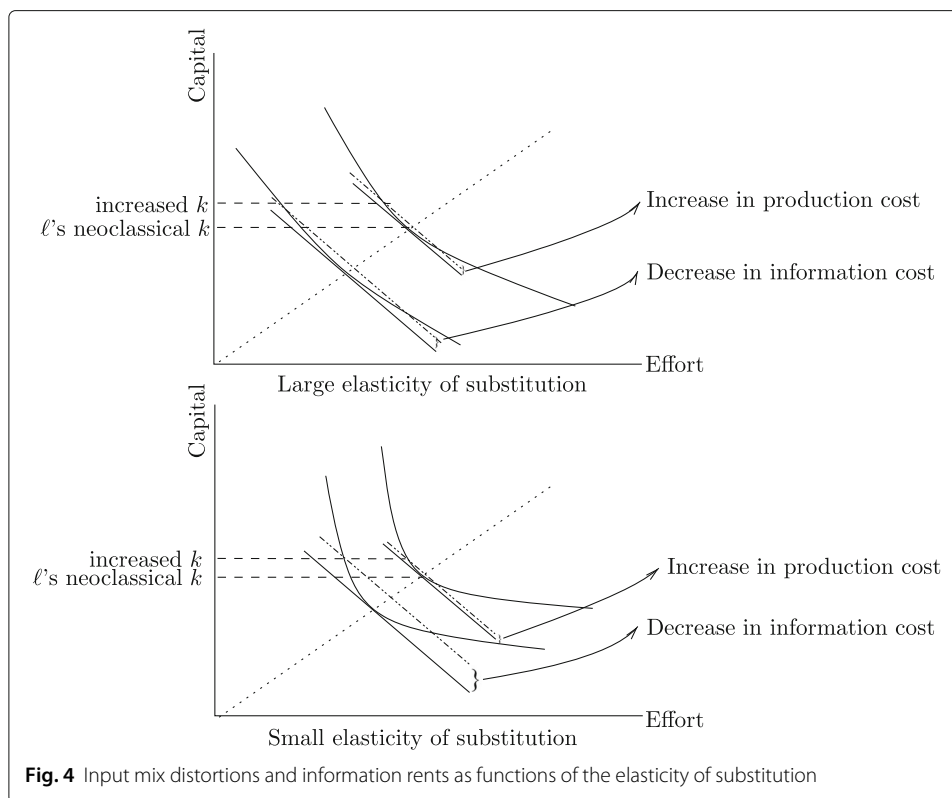 Capital
increased k
ℓ's neoclassical k
Increase in production cost
Decrease in information cost
Effort
Large elasticity of substitution
Capital
increased k
ℓ's neoclassical k
Increase in production cost
Decrease in information cost
Effort
Small elasticity of substitution
Fig. 4 Input mix distortions and information rents as functions of the elasticity of substitution